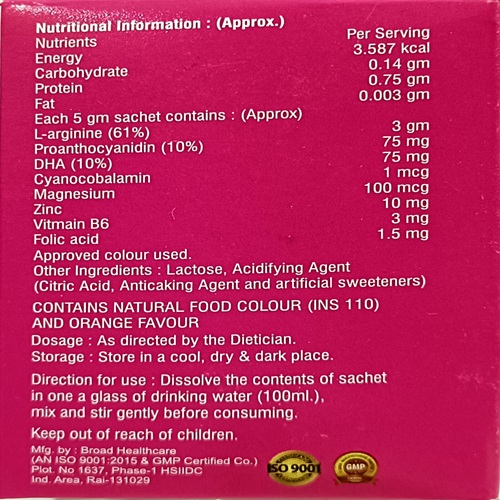 Nutritional Information : (Approx.)
Nutrients Per Serving
Energy 3.587 kcal
Carbohydrate 0.14 gm
Protein 0.75 gm
Fat 0.003 gm
Each 5 gm sachet contains : (Approx)
L-arginine (61%) 3 gm
Proanthocyanidin (10%) 75 mg
DHA (10%) 75 mg
Cyanocobalamin 1 mcg
Magnesium 100 mcg
Zinc 10 mg
Vitmain B6 3 mg
Folic acid 1.5 mg
Approved colour used.
Other Ingredients : Lactose, Acidifying Agent
(Citric Acid, Anticaking Agent and artificial sweeteners)
CONTAINS NATURAL FOOD COLOUR (INS 110)
AND ORANGE FAVOUR
Dosage : As directed by the Dietician.
Storage : Store in a cool, dry & dark place.
Direction for use : Dissolve the contents of sachet
in one a glass of drinking water (100ml.),
mix and stir gently before consuming.
Keep out of reach of children.
Mfg. by : Broad Healthcare
(AN ISO 9001:2015 & GMP Certified Co.)
Plot. No 1637, Phase-1 HSIIDC
Ind. Area, Rai-131029
ISO 9001
GMP